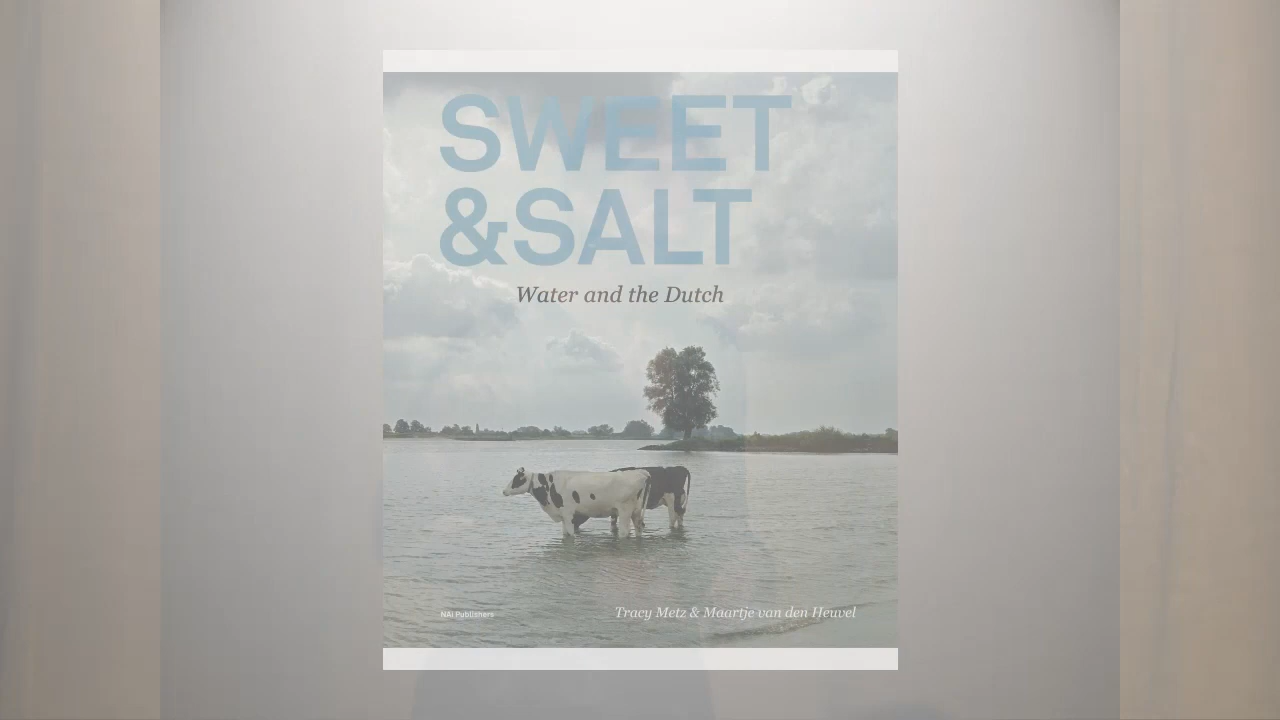 SWEET
&SALT
Water and the Dutch
NAi Publishers
Tracy Metz & Maartje van den Heuvel